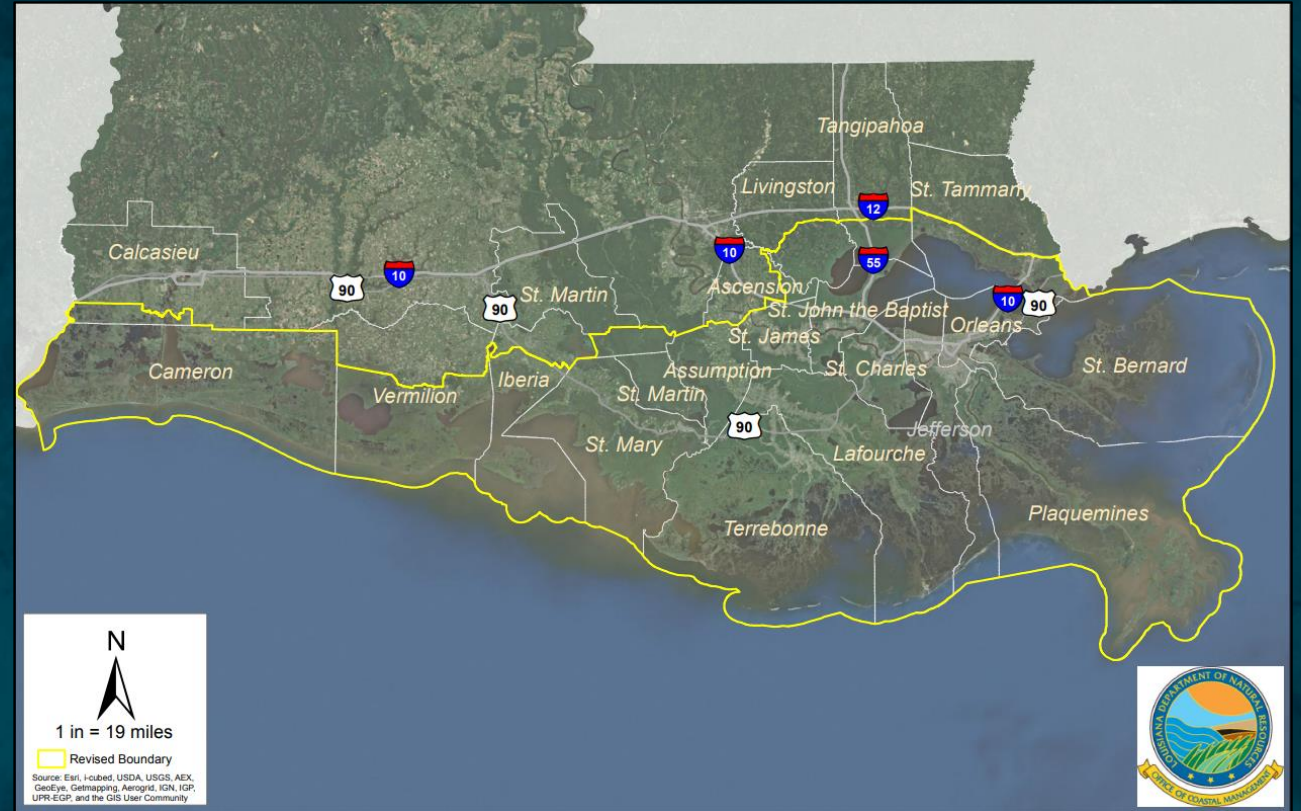 Tangipahoa
Livingston
St. Tammany
12
Calcasieu
10
55
90
10
Ascension
St. Martin
10
90
90
St. John the Baptist
Orleans
St. James
Cameron
Assumption
St. Charles
St. Bernard
Iberia
Vermilion
St. Martin
90
Jefferson
St. Mary
Lafourche
Plaquemines
Terrebonne
N
1 in = 19 miles
Revised Boundary
Source: Esri, i-cubed, USDA, USGS, AEX,
GeoEye, Getmapping, Aerogrid, IGN, IGP,
UPR-EGP, and the GIS User Community
LOUISIANA DEPARTMENT OF NATURAL RESOURCES
OFFICE OF COASTAL MANAGEMENT